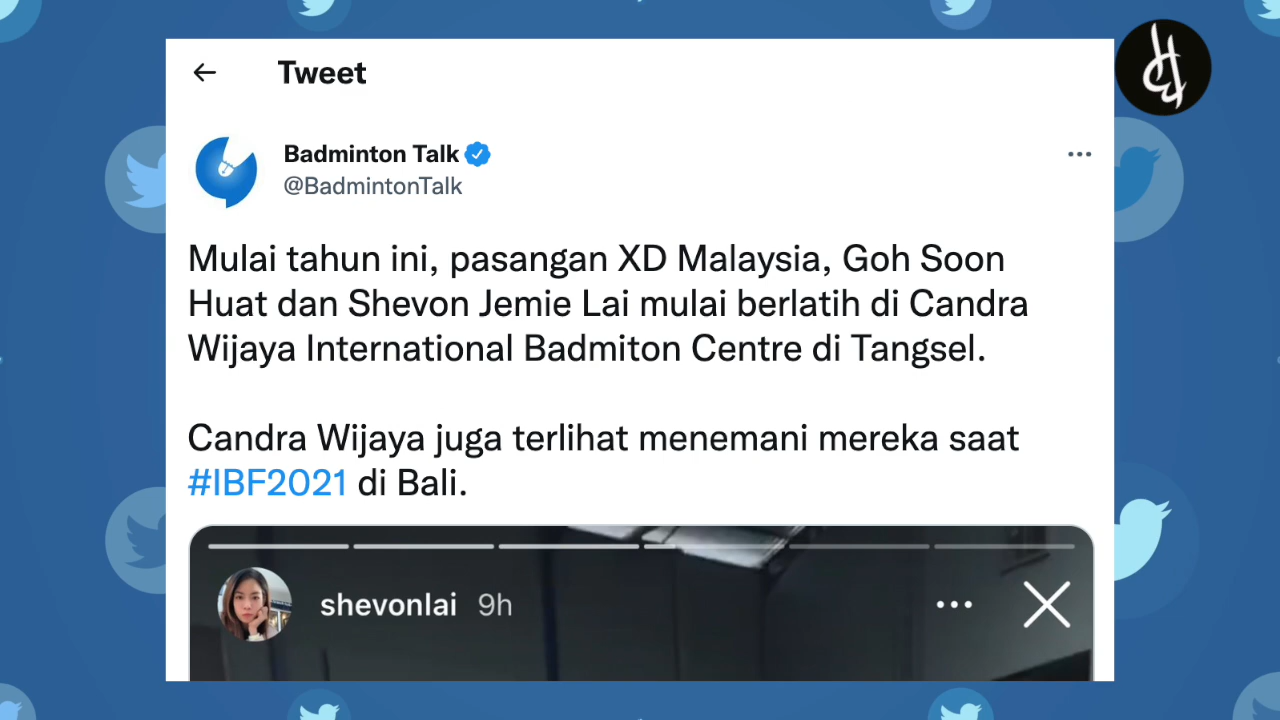 Tweet
Badminton Talk
@BadmintonTalk
Mulai tahun ini, pasangan XD Malaysia, Goh Soon
Huat dan Shevon Jemie Lai mulai berlatih di Candra
Wijaya International Badmiton Centre di Tangsel.
Candra Wijaya juga terlihat menemani mereka saat
#IBF2021 di Bali.
shevonlai 9h